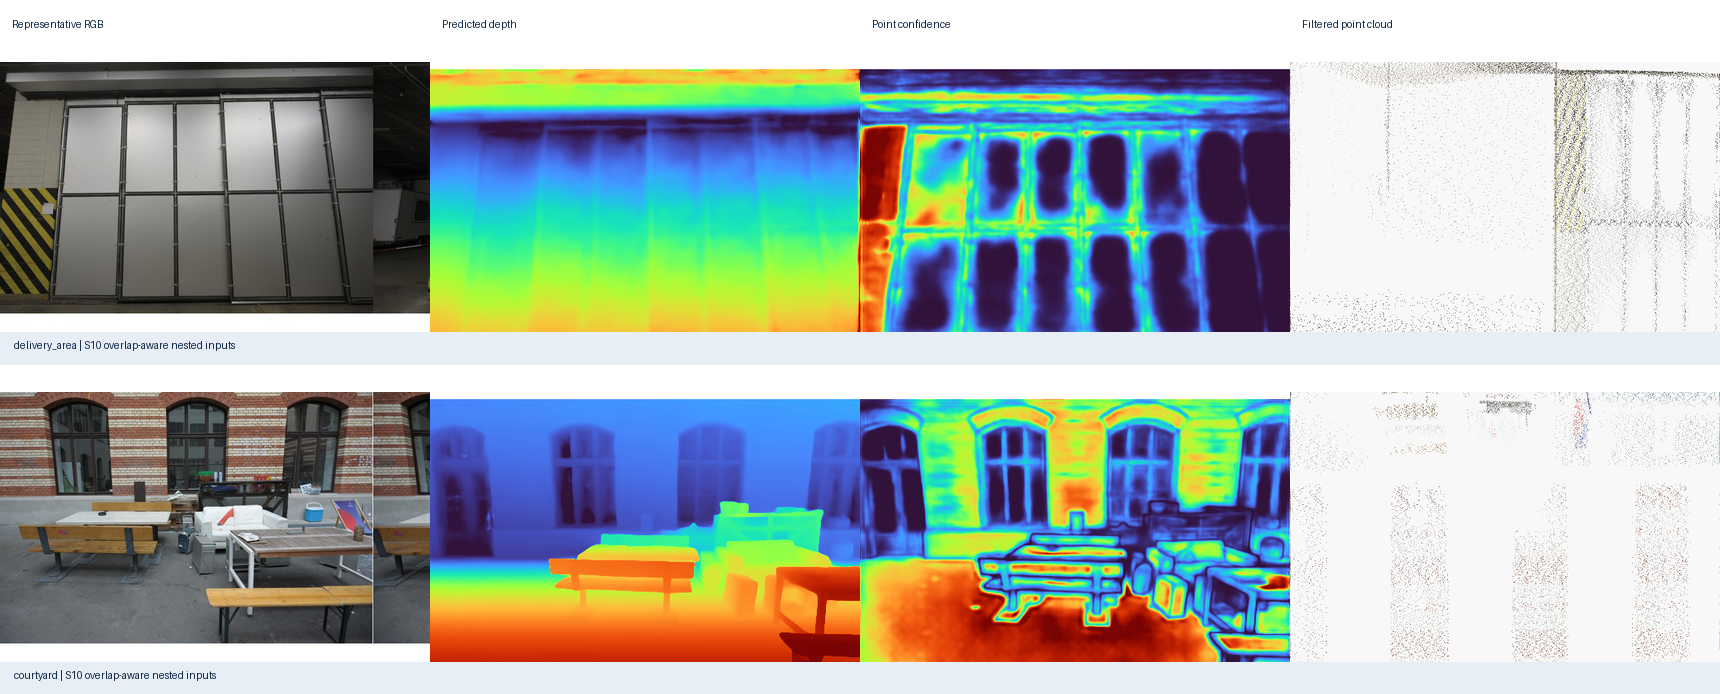 Representative RGB
Predicted depth
Point confidence
Filtered point cloud
delivery_area | S10 overlap-aware nested inputs
courtyard | S10 overlap-aware nested inputs